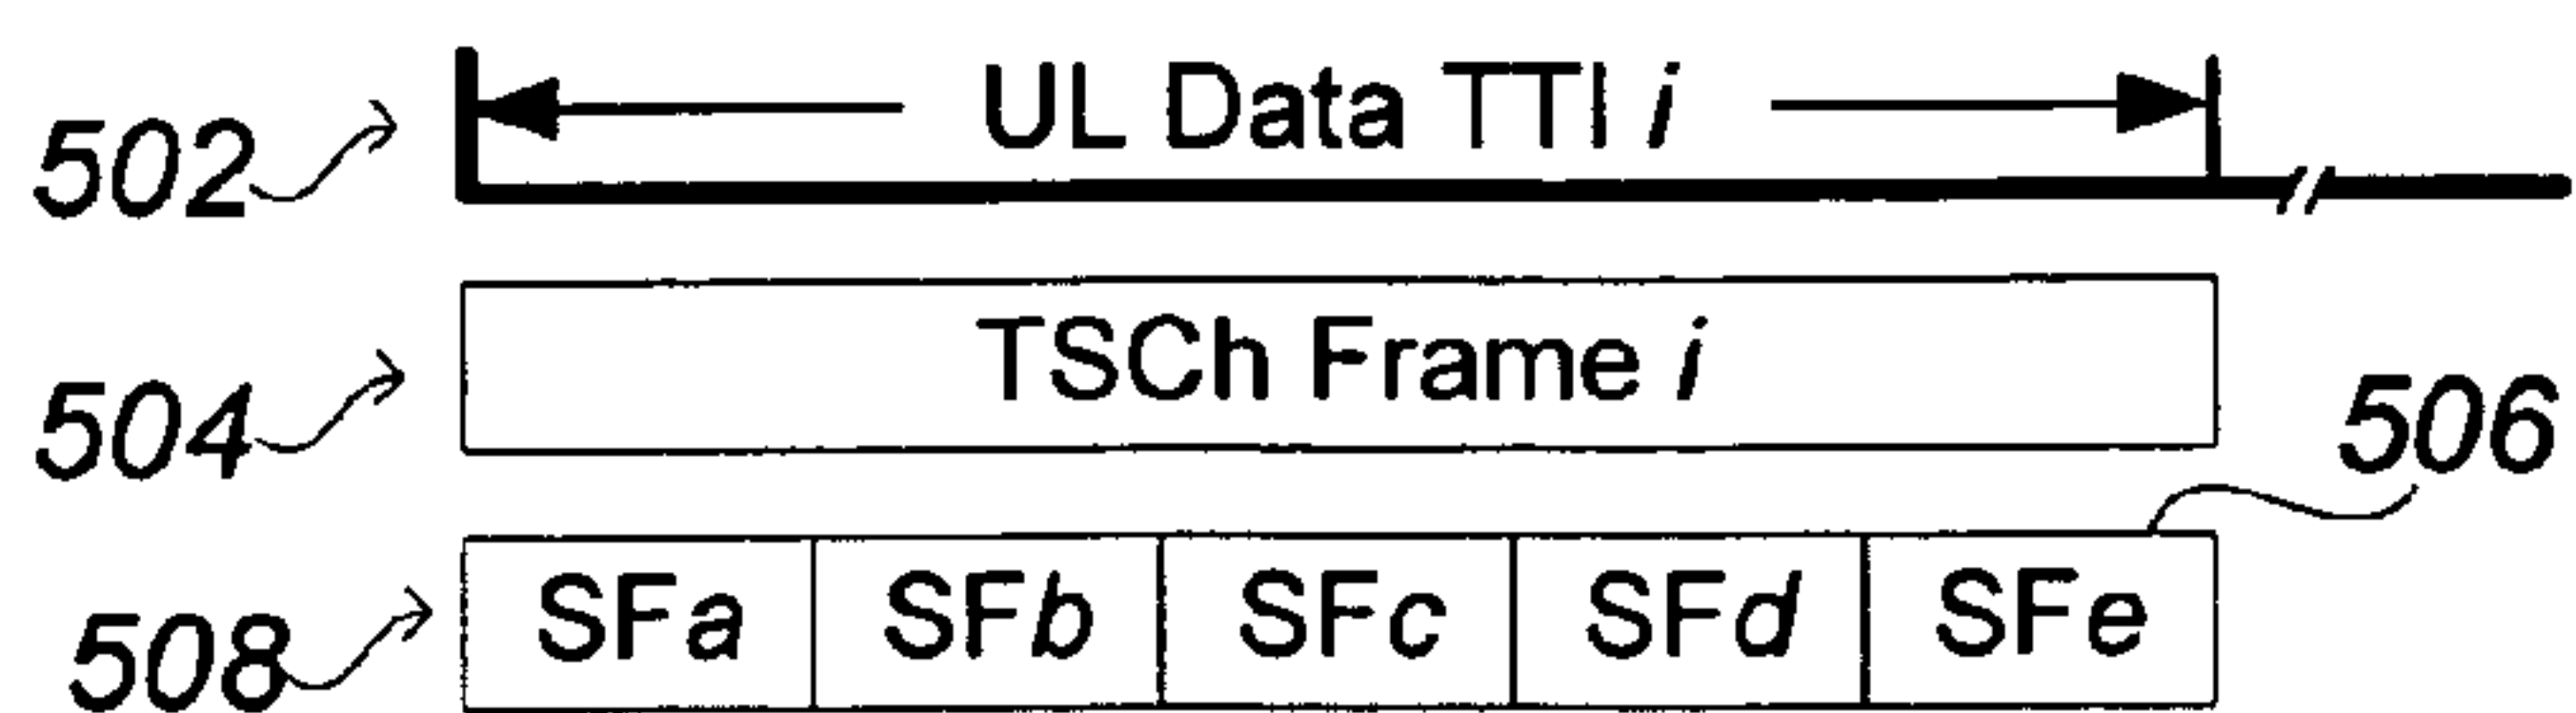 502 UL Data TTI i
504 TSCh Frame i
506
508 SFa SFb SFc SFd SFe